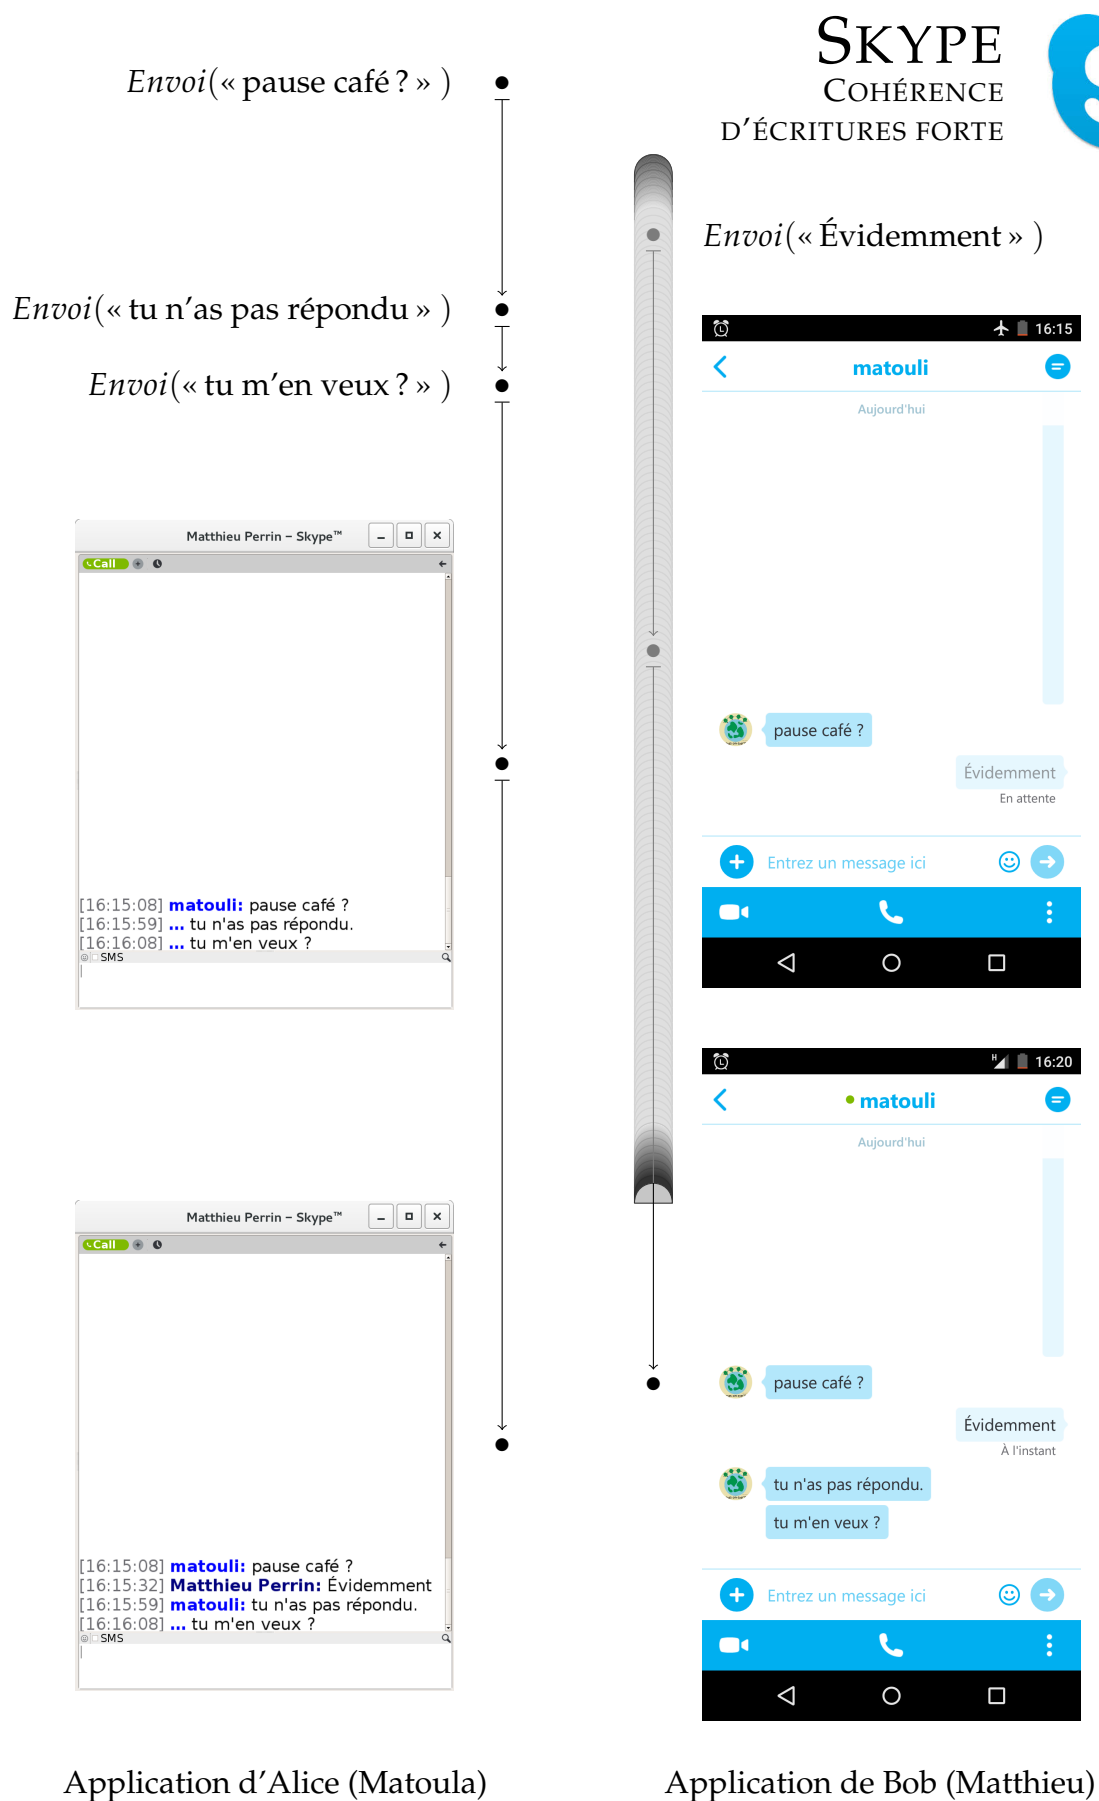 SKYPE
COHÉRENCE
D'ÉCRITURES FORTE
Envoi(« pause café ? » )
Envoi(« Évidemment » )
Envoi(« tu n'as pas répondu » )
Envoi(« tu m'en veux ? » )
16:15
matouli
Aujourd'hui
pause café ?
Évidemment
En attente
Entrez un message ici
Matthieu Perrin – Skype™
Call
[16:15:08] matouli: pause café ?
[16:15:59] ... tu n'as pas répondu.
[16:16:08] ... tu m'en veux ?
SMS
H 16:20
matouli
Aujourd'hui
pause café ?
Évidemment
À l'instant
tu n'as pas répondu.
tu m'en veux ?
Entrez un message ici
Matthieu Perrin – Skype™
Call
[16:15:08] matouli: pause café ?
[16:15:32] Matthieu Perrin: Évidemment
[16:15:59] matouli: tu n'as pas répondu.
[16:16:08] ... tu m'en veux ?
SMS
Application d'Alice (Matoula)
Application de Bob (Matthieu)